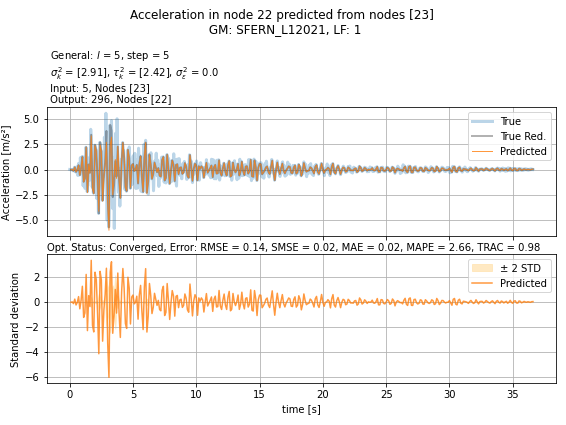 Acceleration in node 22 predicted from nodes [23]
GM: SFERN_L12021, LF: 1
General: l = 5, step = 5
σ²ₖ = [2.91], τ²ₖ = [2.42], σ²ε = 0.0
Input: 5, Nodes [23]
Output: 296, Nodes [22]
Acceleration [m/s²]
5.0
2.5
0.0
−2.5
−5.0
True
True Red.
Predicted
Opt. Status: Converged, Error: RMSE = 0.14, SMSE = 0.02, MAE = 0.02, MAPE = 2.66, TRAC = 0.98
Standard deviation
2
0
−2
−4
−6
± 2 STD
Predicted
0 5 10 15 20 25 30 35
time [s]